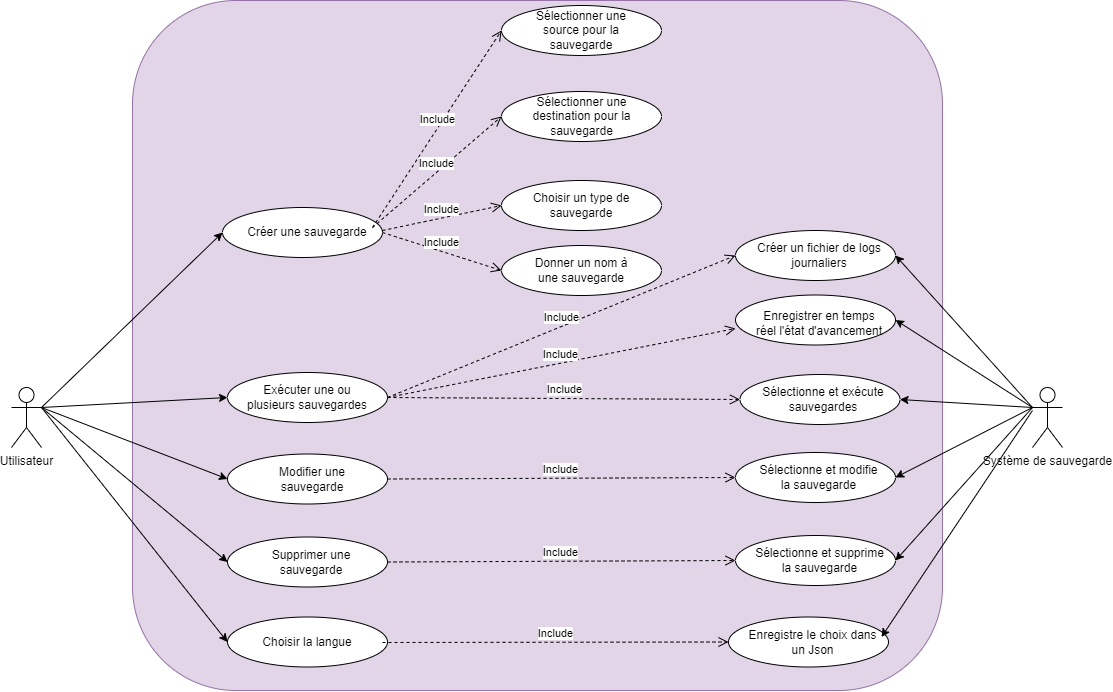 Sélectionner une
source pour la
sauvegarde
Include
Sélectionner une
destination pour la
sauvegarde
Include
Choisir un type de
sauvegarde
Include
Créer une sauvegarde
Include
Donner un nom à
une sauvegarde
Créer un fichier de logs
journaliers
Include
Enregistrer en temps
réel l'état d'avancement
Include
Exécuter une ou
plusieurs sauvegardes
Include
Sélectionne et exécute
sauvegardes
Utilisateur
Système de sauvegarde
Modifier une
sauvegarde
Include
Sélectionne et modifie
la sauvegarde
Supprimer une
sauvegarde
Include
Sélectionne et supprime
la sauvegarde
Choisir la langue
Include
Enregistre le choix dans
un Json